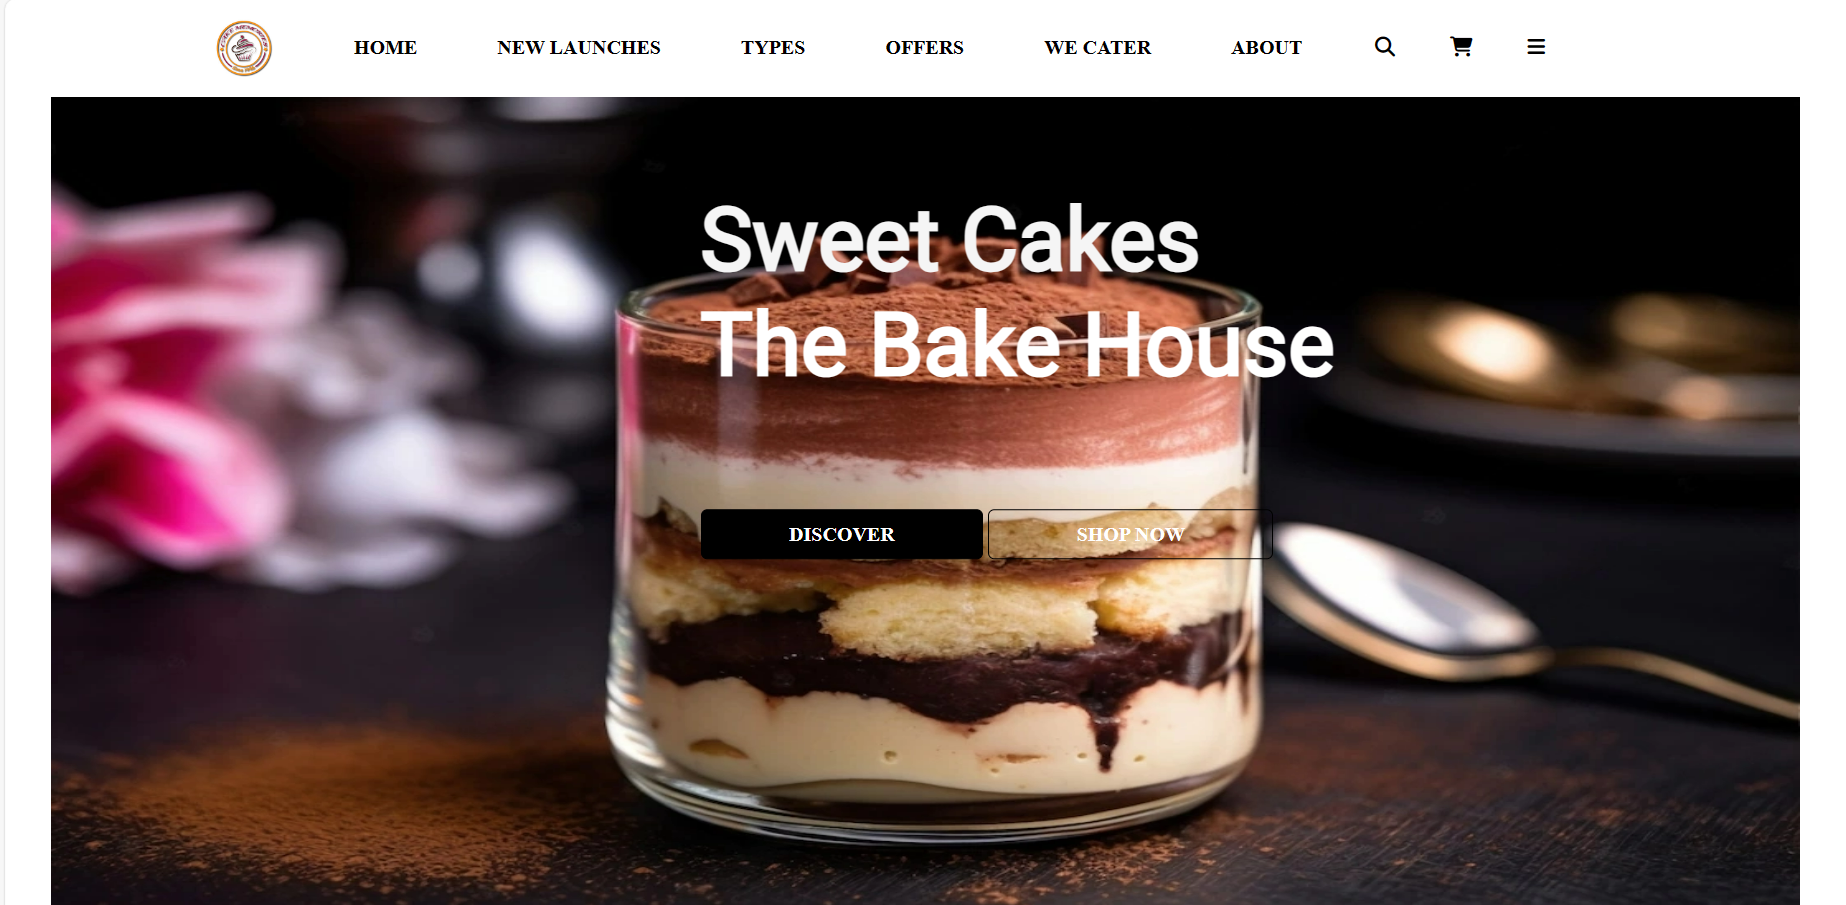 HOME NEW LAUNCHES TYPES OFFERS WE CATER ABOUT
Sweet Cakes
The Bake House
DISCOVER SHOP NOW